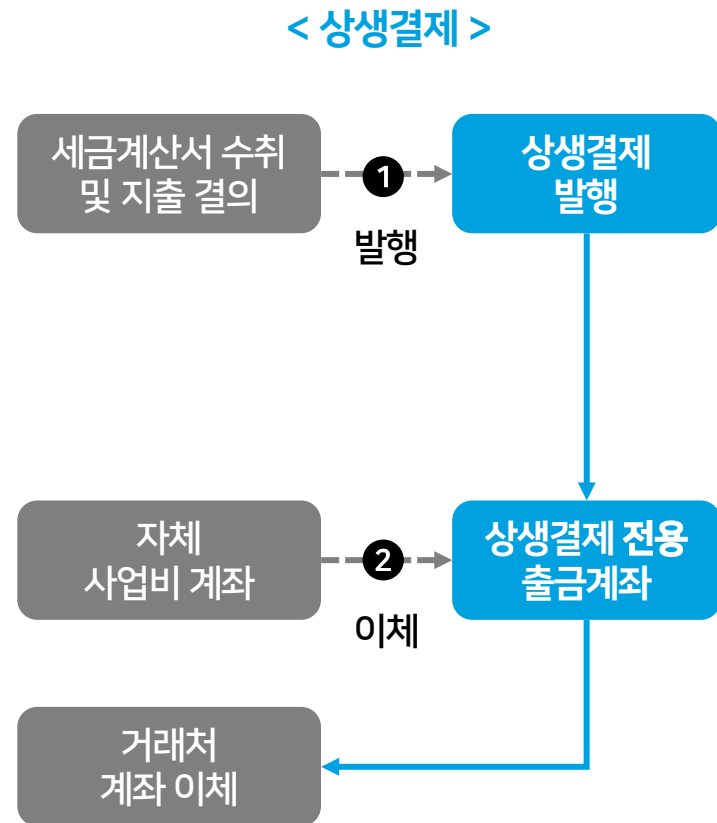 < 상생결제 >
세금계산서 수취
및 지출 결의
1
발행
상생결제
발행
자체
사업비 계좌
2
이체
상생결제 전용
출금계좌
거래처
계좌 이체